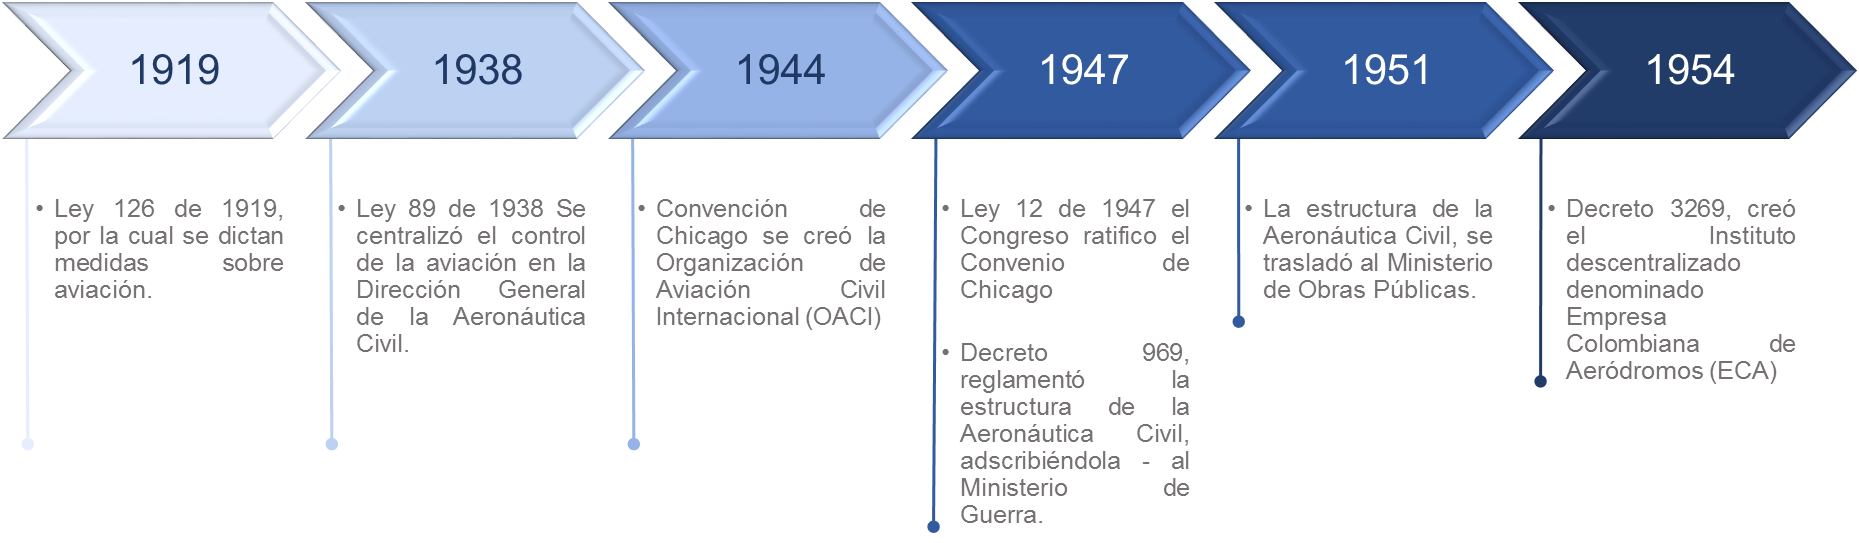 1919
1938
1944
1947
1951
1954
• Ley 126 de 1919,
por la cual se dictan
medidas sobre
aviación.
• Ley 89 de 1938 Se
centralizó el control
de la aviación en la
Dirección General
de la Aeronáutica
Civil.
• Convención de
Chicago se creó la
Organización de
Aviación Civil
Internacional (OACI)
• Ley 12 de 1947 el
Congreso ratifico el
Convenio de
Chicago
• Decreto 969,
reglamentó la
estructura de la
Aeronáutica Civil,
adscribiéndola - al
Ministerio de
Guerra.
• La estructura de la
Aeronáutica Civil, se
trasladó al Ministerio
de Obras Públicas.
• Decreto 3269, creó
el Instituto
descentralizado
denominado
Empresa
Colombiana de
Aeródromos (ECA)